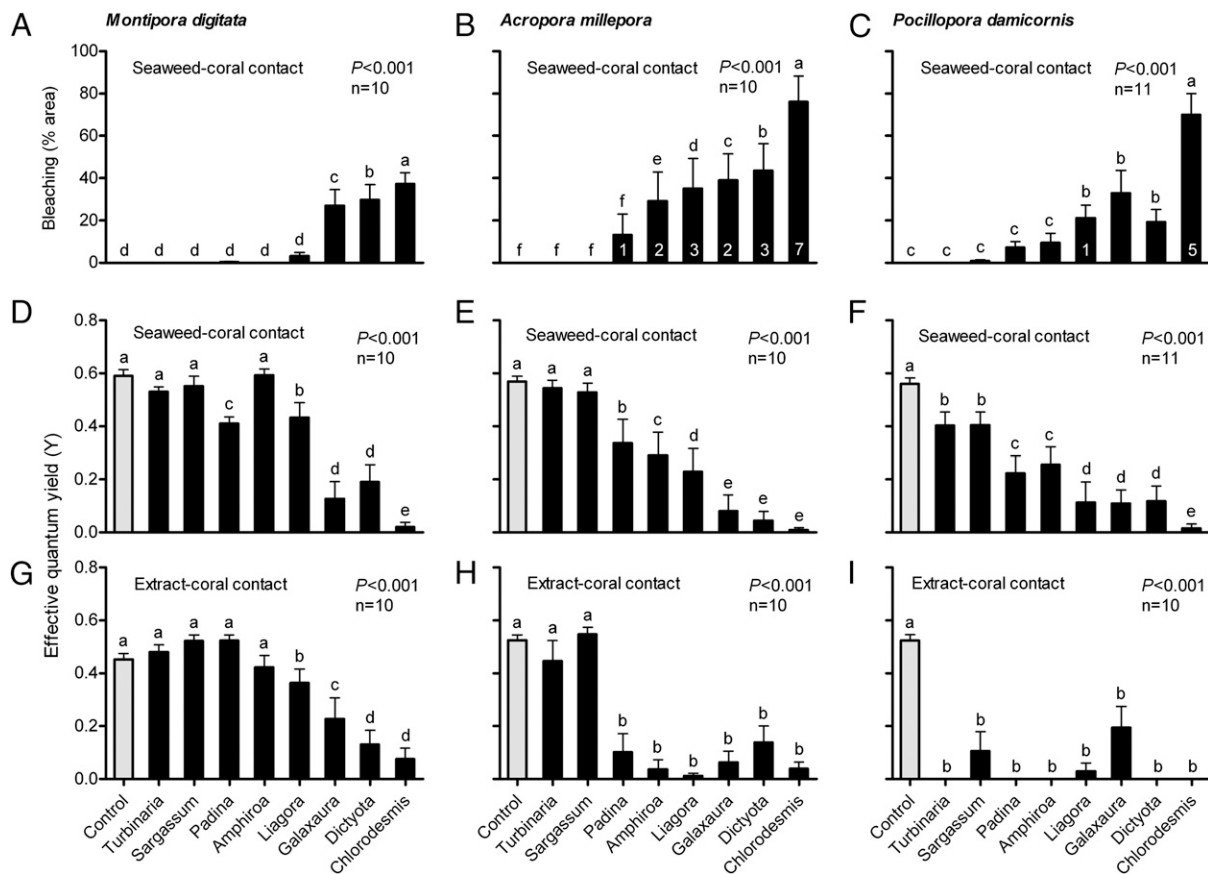 A
Montipora digitata
B
Acropora millepora
C
Pocillopora damicornis
Bleaching (% area)
100
80
60
40
20
0
Seaweed-coral contact
P<0.001
n=10
d d d d d d c b a
Seaweed-coral contact
P<0.001
n=10
f f f f e d c b a
1 2 3 2 3 7
Seaweed-coral contact
P<0.001
n=11
c c c c c b b b a
1 5
Effective quantum yield (Y)
D
0.8
0.6
0.4
0.2
0.0
Seaweed-coral contact
P<0.001
n=10
a a a c a b d d e
E
Seaweed-coral contact
P<0.001
n=10
a a a b c d e e e
F
Seaweed-coral contact
P<0.001
n=11
a b b c c d d d e
G
0.8
0.6
0.4
0.2
0.0
Extract-coral contact
P<0.001
n=10
a a a a a b c d d
H
Extract-coral contact
P<0.001
n=10
a a a b b b b b b
I
Extract-coral contact
P<0.001
n=10
a b b b b b b b b
Control
Turbinaria
Sargassum
Padina
Amphiroa
Liagora
Galaxaura
Dictyota
Chlorodesmis
Control
Turbinaria
Sargassum
Padina
Amphiroa
Liagora
Galaxaura
Dictyota
Chlorodesmis
Control
Turbinaria
Sargassum
Padina
Amphiroa
Liagora
Galaxaura
Dictyota
Chlorodesmis